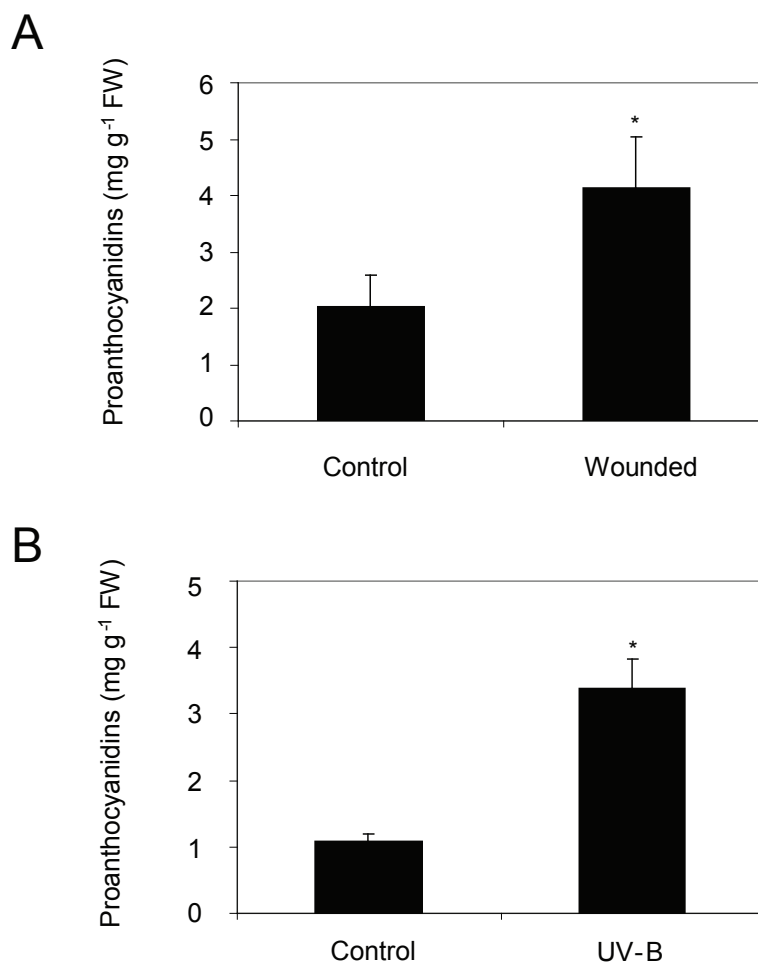 A
Proanthocyanidins (mg g⁻¹ FW)
6
5
4
3
2
1
0
*
Control
Wounded
B
Proanthocyanidins (mg g⁻¹ FW)
5
4
3
2
1
0
*
Control
UV-B